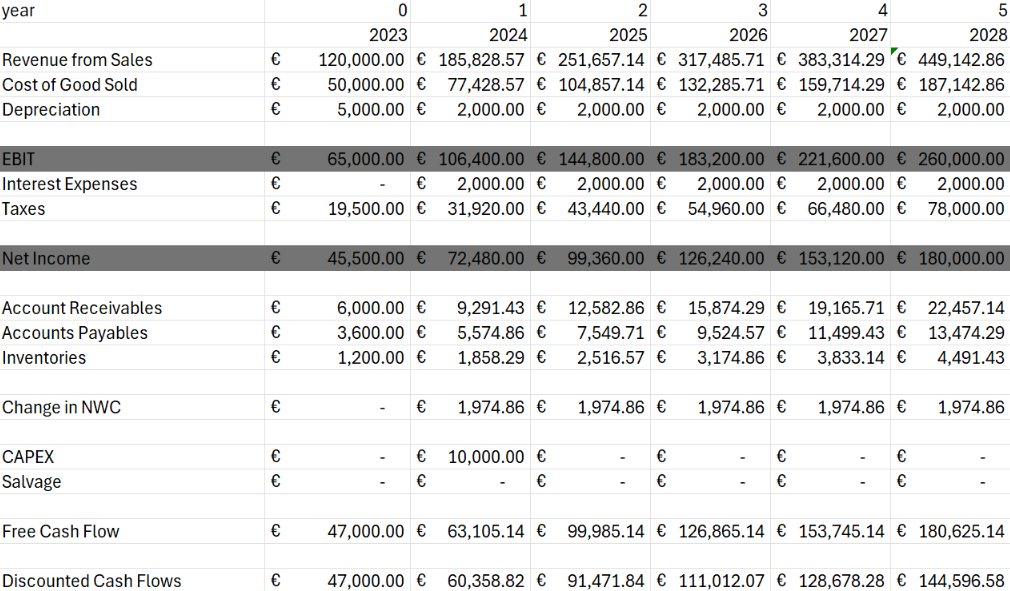 year 0 1 2 3 4 5
2023 2024 2025 2026 2027 2028
Revenue from Sales € 120,000.00 € 185,828.57 € 251,657.14 € 317,485.71 € 383,314.29 € 449,142.86
Cost of Good Sold € 50,000.00 € 77,428.57 € 104,857.14 € 132,285.71 € 159,714.29 € 187,142.86
Depreciation € 5,000.00 € 2,000.00 € 2,000.00 € 2,000.00 € 2,000.00 € 2,000.00
EBIT € 65,000.00 € 106,400.00 € 144,800.00 € 183,200.00 € 221,600.00 € 260,000.00
Interest Expenses € - € 2,000.00 € 2,000.00 € 2,000.00 € 2,000.00 € 2,000.00
Taxes € 19,500.00 € 31,920.00 € 43,440.00 € 54,960.00 € 66,480.00 € 78,000.00
Net Income € 45,500.00 € 72,480.00 € 99,360.00 € 126,240.00 € 153,120.00 € 180,000.00
Account Receivables € 6,000.00 € 9,291.43 € 12,582.86 € 15,874.29 € 19,165.71 € 22,457.14
Accounts Payables € 3,600.00 € 5,574.86 € 7,549.71 € 9,524.57 € 11,499.43 € 13,474.29
Inventories € 1,200.00 € 1,858.29 € 2,516.57 € 3,174.86 € 3,833.14 € 4,491.43
Change in NWC € - € 1,974.86 € 1,974.86 € 1,974.86 € 1,974.86 € 1,974.86
CAPEX € - € 10,000.00 € - € - € - € -
Salvage € - € - € - € - € - € -
Free Cash Flow € 47,000.00 € 63,105.14 € 99,985.14 € 126,865.14 € 153,745.14 € 180,625.14
Discounted Cash Flows € 47,000.00 € 60,358.82 € 91,471.84 € 111,012.07 € 128,678.28 € 144,596.58